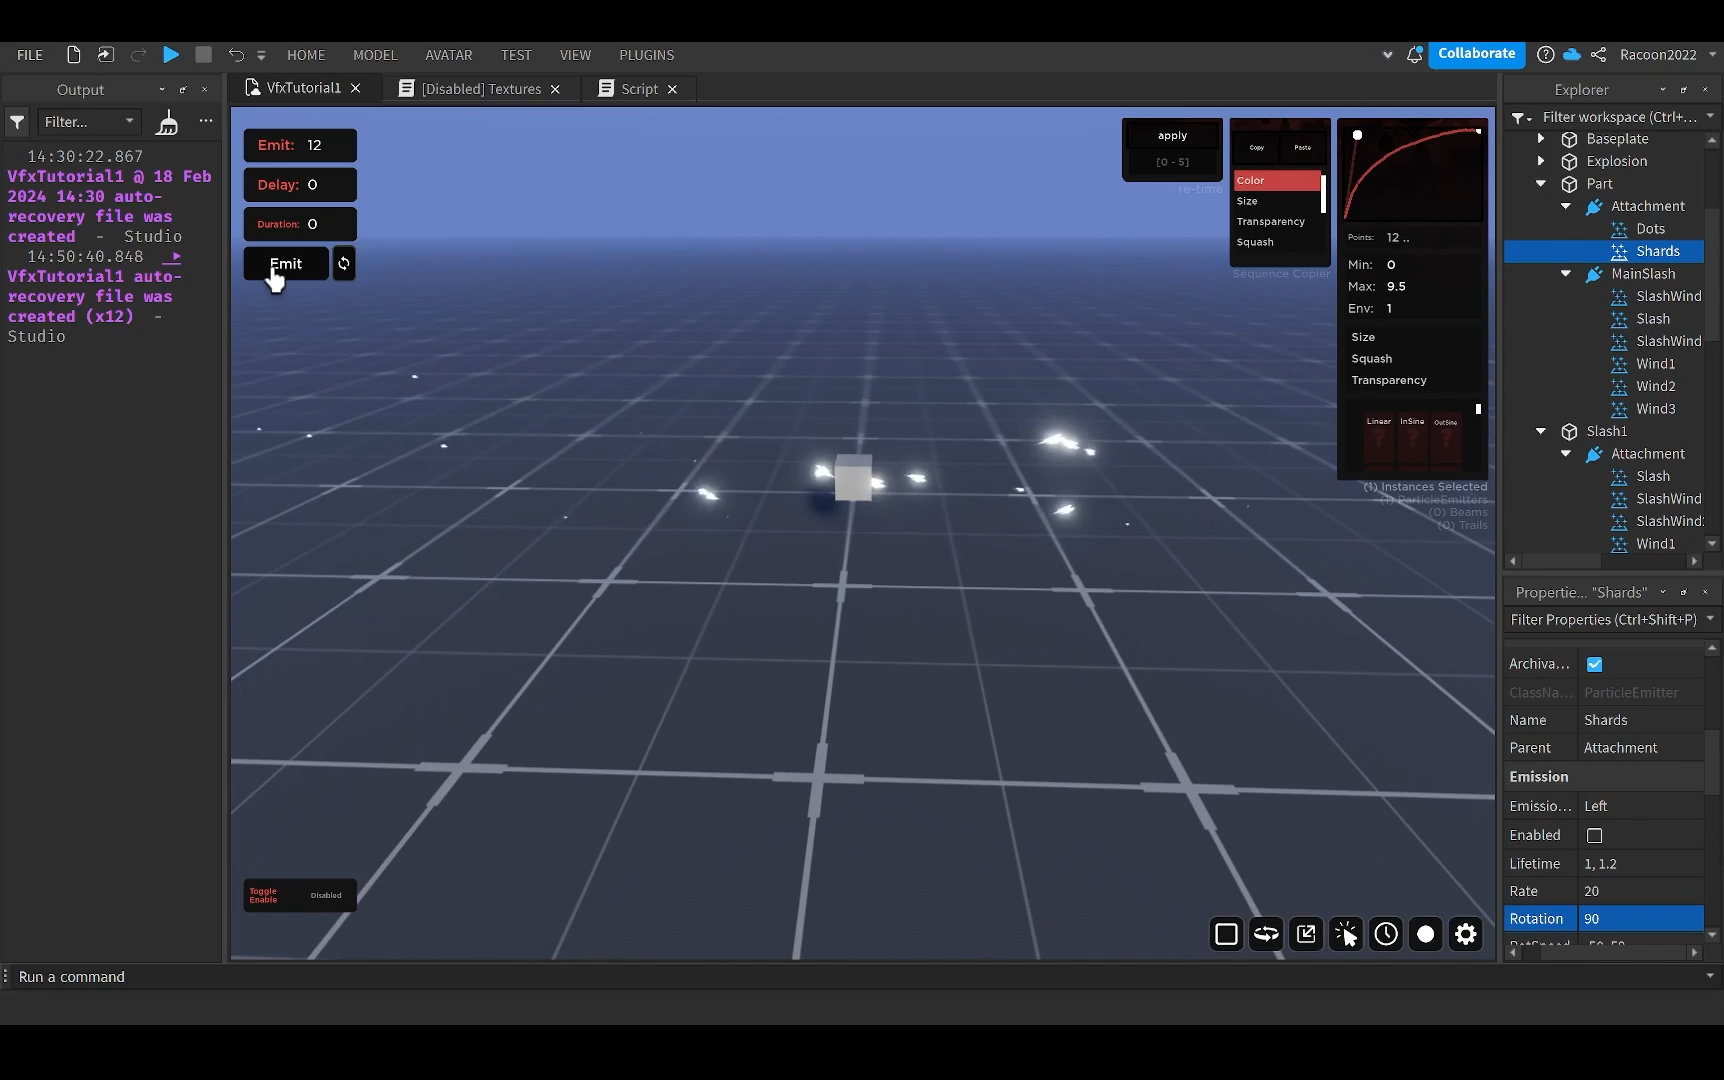 FILE
HOME
MODEL
AVATAR
TEST
VIEW
PLUGINS
Collaborate
Racoon2022
Output
VfxTutorial1
[Disabled] Textures
Script
Explorer
Filter...
Filter workspace (Ctrl+...
14:30:22.867
VfxTutorial1 @ 18 Feb
2024 14:30 auto-
recovery file was
created - Studio
14:50:40.848
VfxTutorial1 auto-
recovery file was
created (x12) -
Studio
Emit: 12
Delay: 0
Duration: 0
Emit
Toggle
Enable
Disabled
apply
[0 - 5]
re-time
Copy
Paste
Color
Size
Transparency
Squash
Sequence Copier
Points: 12 ..
Min: 0
Max: 9.5
Env: 1
Size
Squash
Transparency
Linear
InSine
OutSine
(1) Instances Selected
(1) ParticleEmitters
(0) Beams
(0) Trails
Baseplate
Explosion
Part
Attachment
Dots
Shards
MainSlash
SlashWind
Slash
SlashWind
Wind1
Wind2
Wind3
Slash1
Attachment
Slash
SlashWind
SlashWind
Wind1
Propertie... "Shards"
Filter Properties (Ctrl+Shift+P)
Archiva...
ClassNa... ParticleEmitter
Name Shards
Parent Attachment
Emission
Emissio... Left
Enabled
Lifetime 1, 1.2
Rate 20
Rotation 90
Run a command